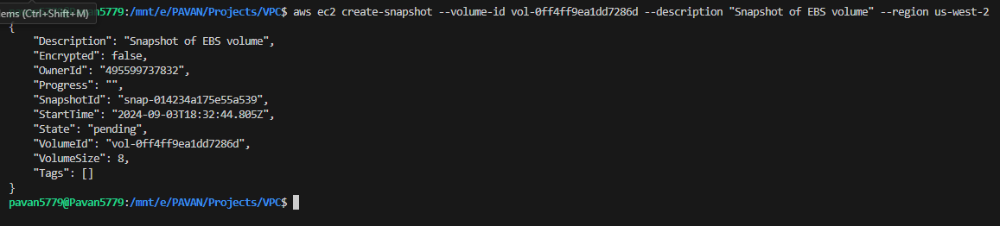 ems (Ctrl+Shift+M) n5779:/mnt/e/PAVAN/Projects/VPC$ aws ec2 create-snapshot --volume-id vol-0ff4ff9ea1dd7286d --description "Snapshot of EBS volume" --region us-west-2
{
    "Description": "Snapshot of EBS volume",
    "Encrypted": false,
    "OwnerId": "495599737832",
    "Progress": "",
    "SnapshotId": "snap-014234a175e55a539",
    "StartTime": "2024-09-03T18:32:44.805Z",
    "State": "pending",
    "VolumeId": "vol-0ff4ff9ea1dd7286d",
    "VolumeSize": 8,
    "Tags": []
}
pavan5779@Pavan5779:/mnt/e/PAVAN/Projects/VPC$